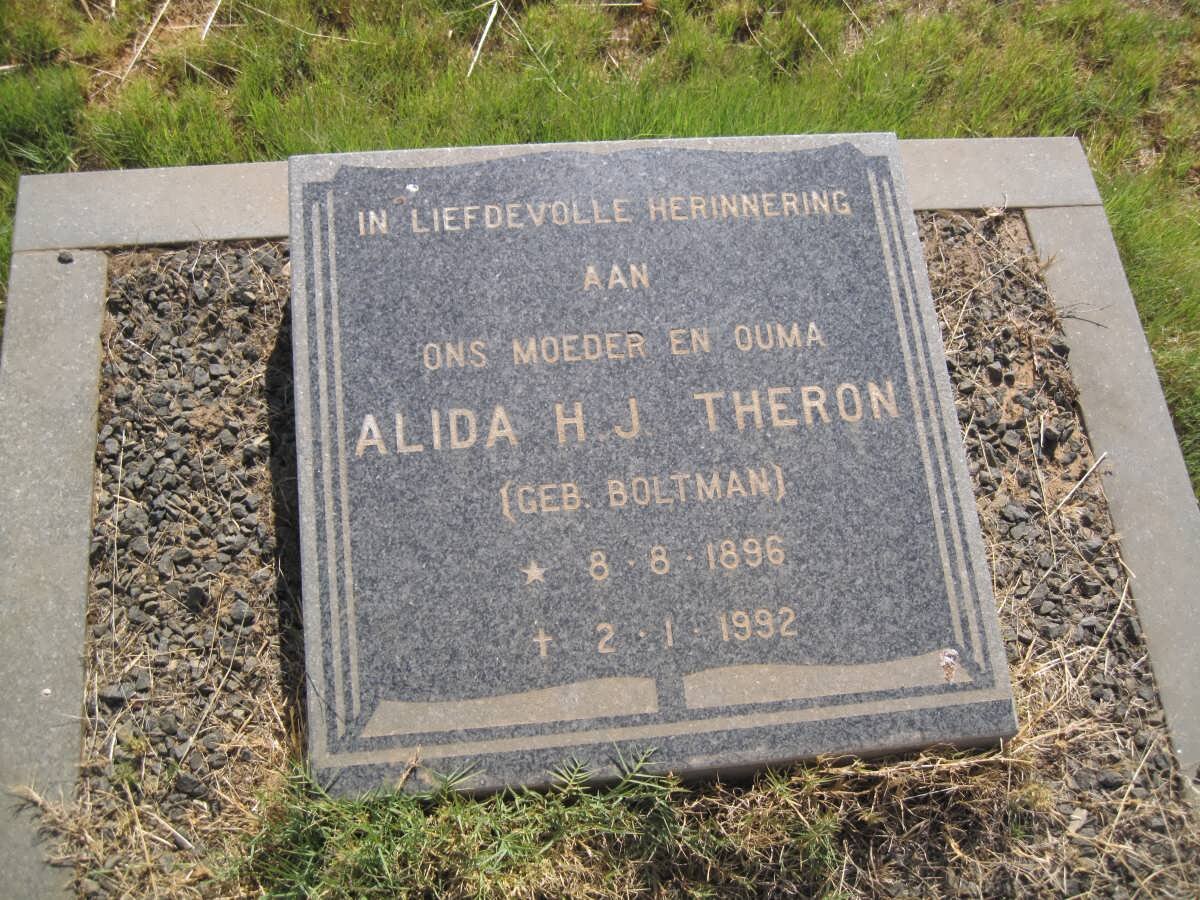 IN LIEFDEVOLLE HERINNERING
AAN
ONS MOEDER EN OUMA
ALIDA H.J. THERON
(GEB. BOLTMAN)
★ 8·8·1896
✝ 2·1·1992